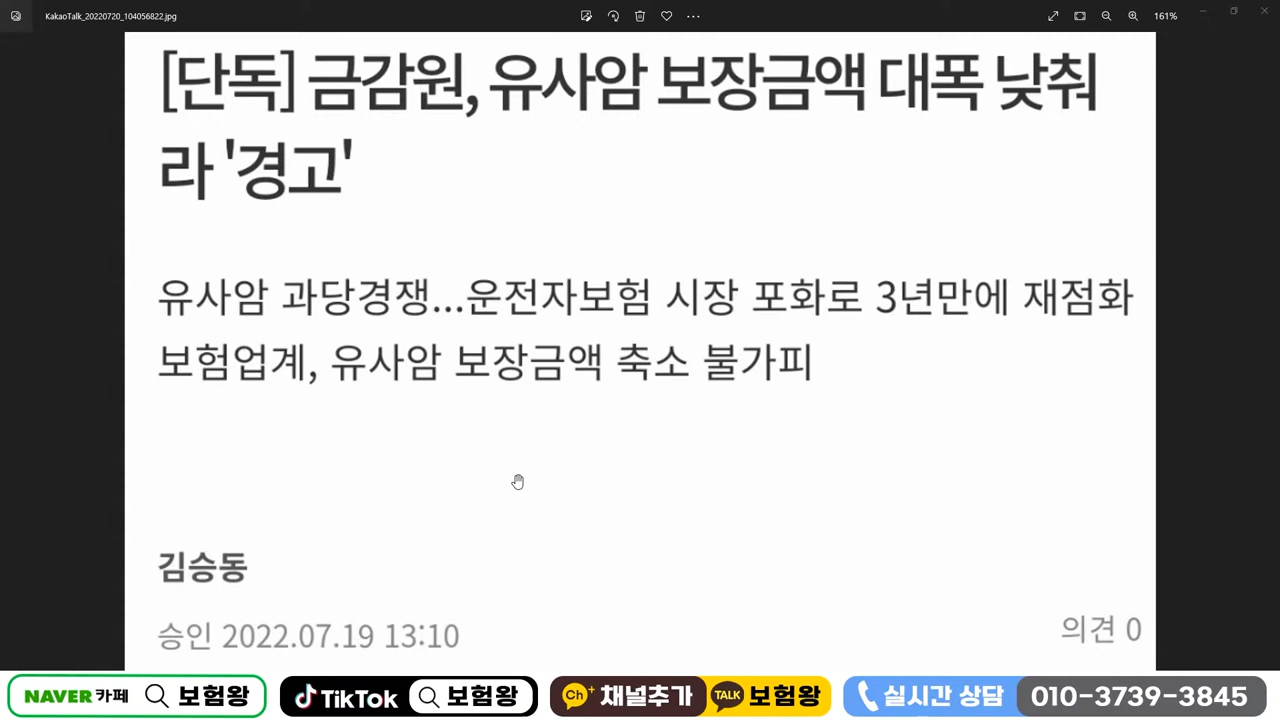 KakaoTalk_20220720_104056822.jpg
161%
[단독] 금감원, 유사암 보장금액 대폭 낮춰
라 '경고'
유사암 과당경쟁...운전자보험 시장 포화로 3년만에 재점화
보험업계, 유사암 보장금액 축소 불가피
김승동
승인 2022.07.19 13:10
의견 0
NAVER 카페 보험왕
TikTok 보험왕
Ch+ 채널추가 TALK 보험왕
실시간 상담 010-3739-3845